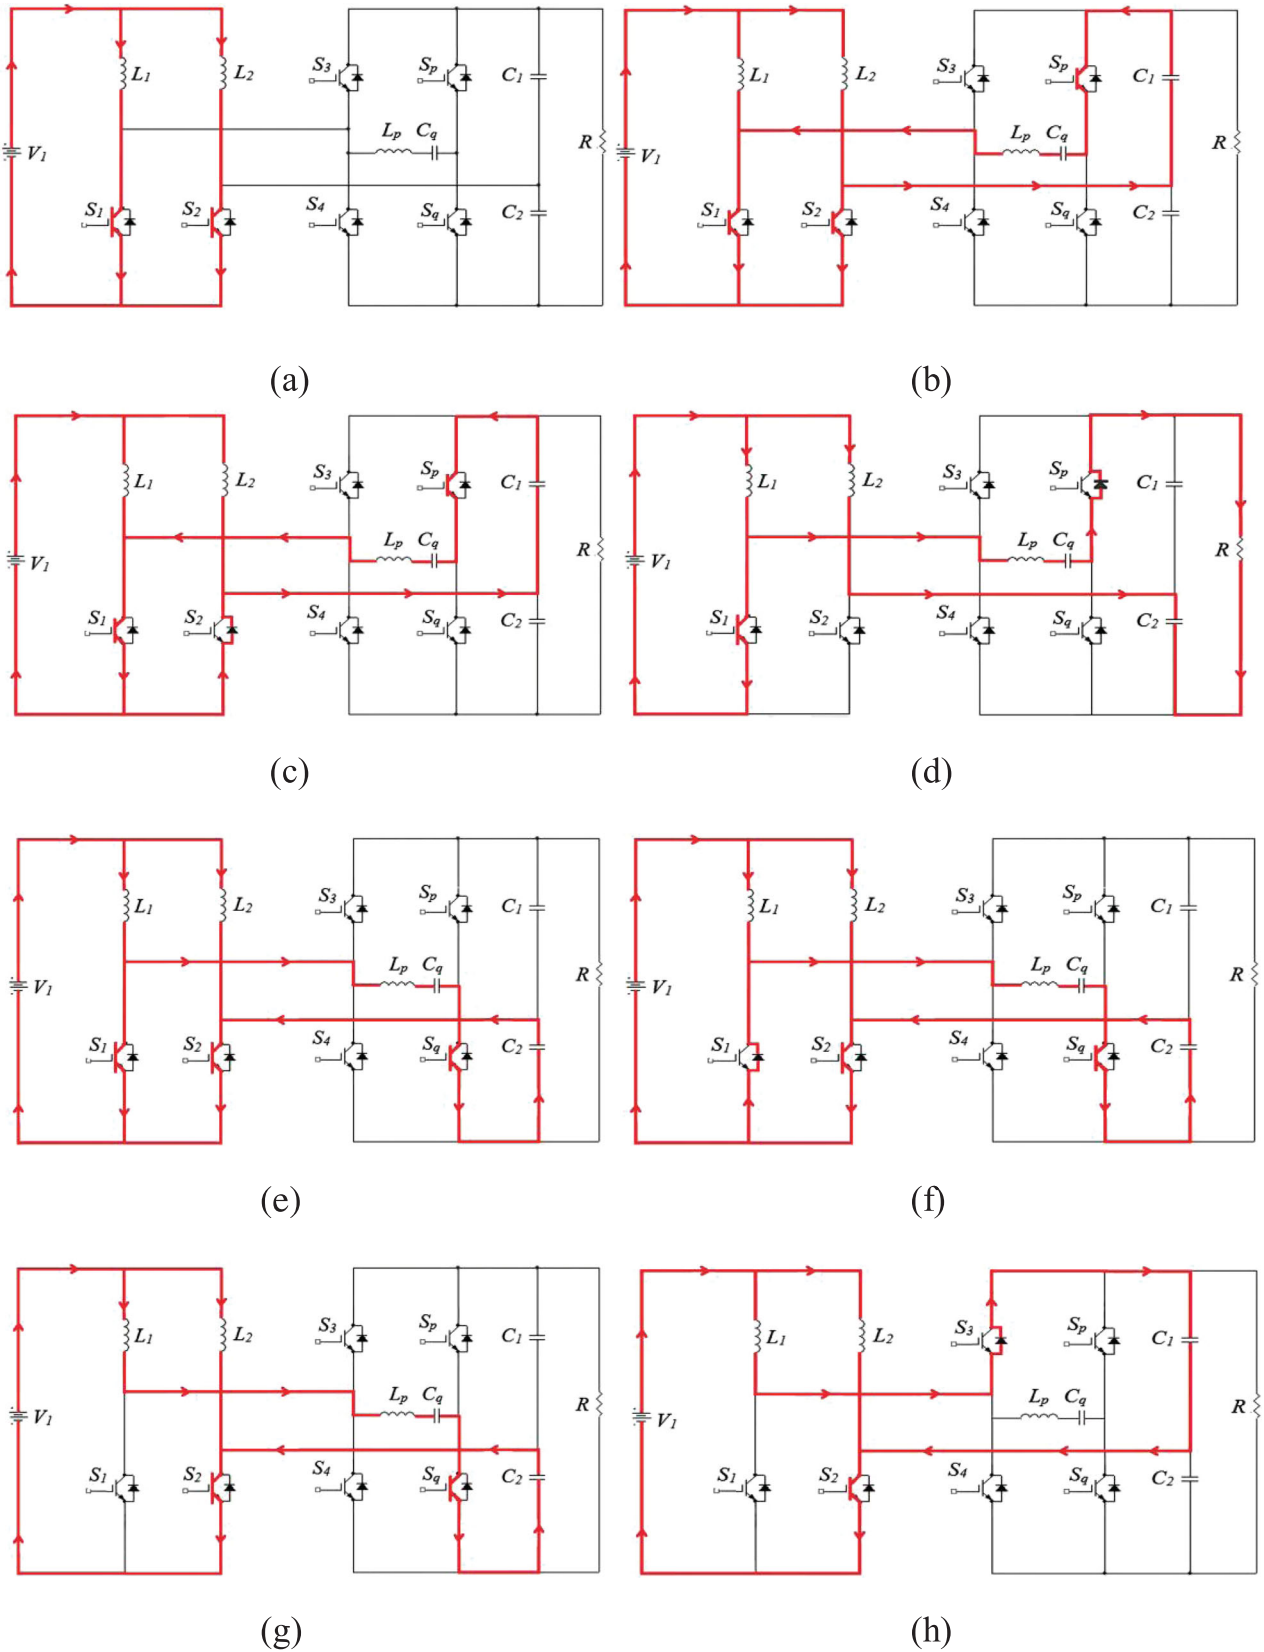 L1 L2 S3 Sp C1
V1 Lp Cq R
S1 S2 S4 Sq C2
(a)
L1 L2 S3 Sp C1
V1 Lp Cq R
S1 S2 S4 Sq C2
(b)
L1 L2 S3 Sp C1
V1 Lp Cq R
S1 S2 S4 Sq C2
(c)
L1 L2 S3 Sp C1
V1 Lp Cq R
S1 S2 S4 Sq C2
(d)
L1 L2 S3 Sp C1
V1 Lp Cq R
S1 S2 S4 Sq C2
(e)
L1 L2 S3 Sp C1
V1 Lp Cq R
S1 S2 S4 Sq C2
(f)
L1 L2 S3 Sp C1
V1 Lp Cq R
S1 S2 S4 Sq C2
(g)
L1 L2 S3 Sp C1
V1 Lp Cq R
S1 S2 S4 Sq C2
(h)